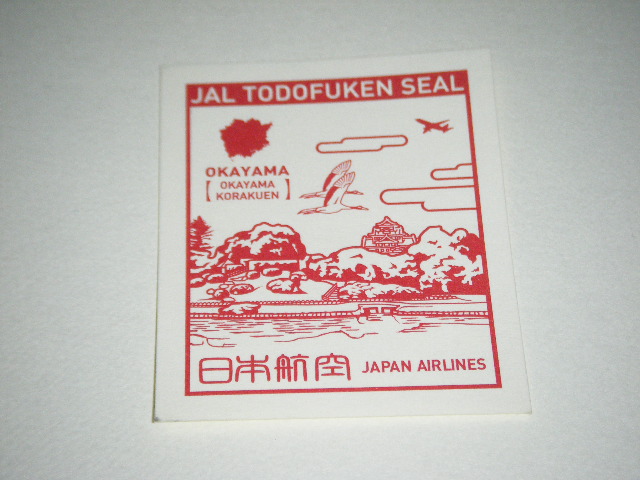 JAL TODOFUKEN SEAL
OKAYAMA
【 OKAYAMA
KORAKUEN 】
日本航空 JAPAN AIRLINES